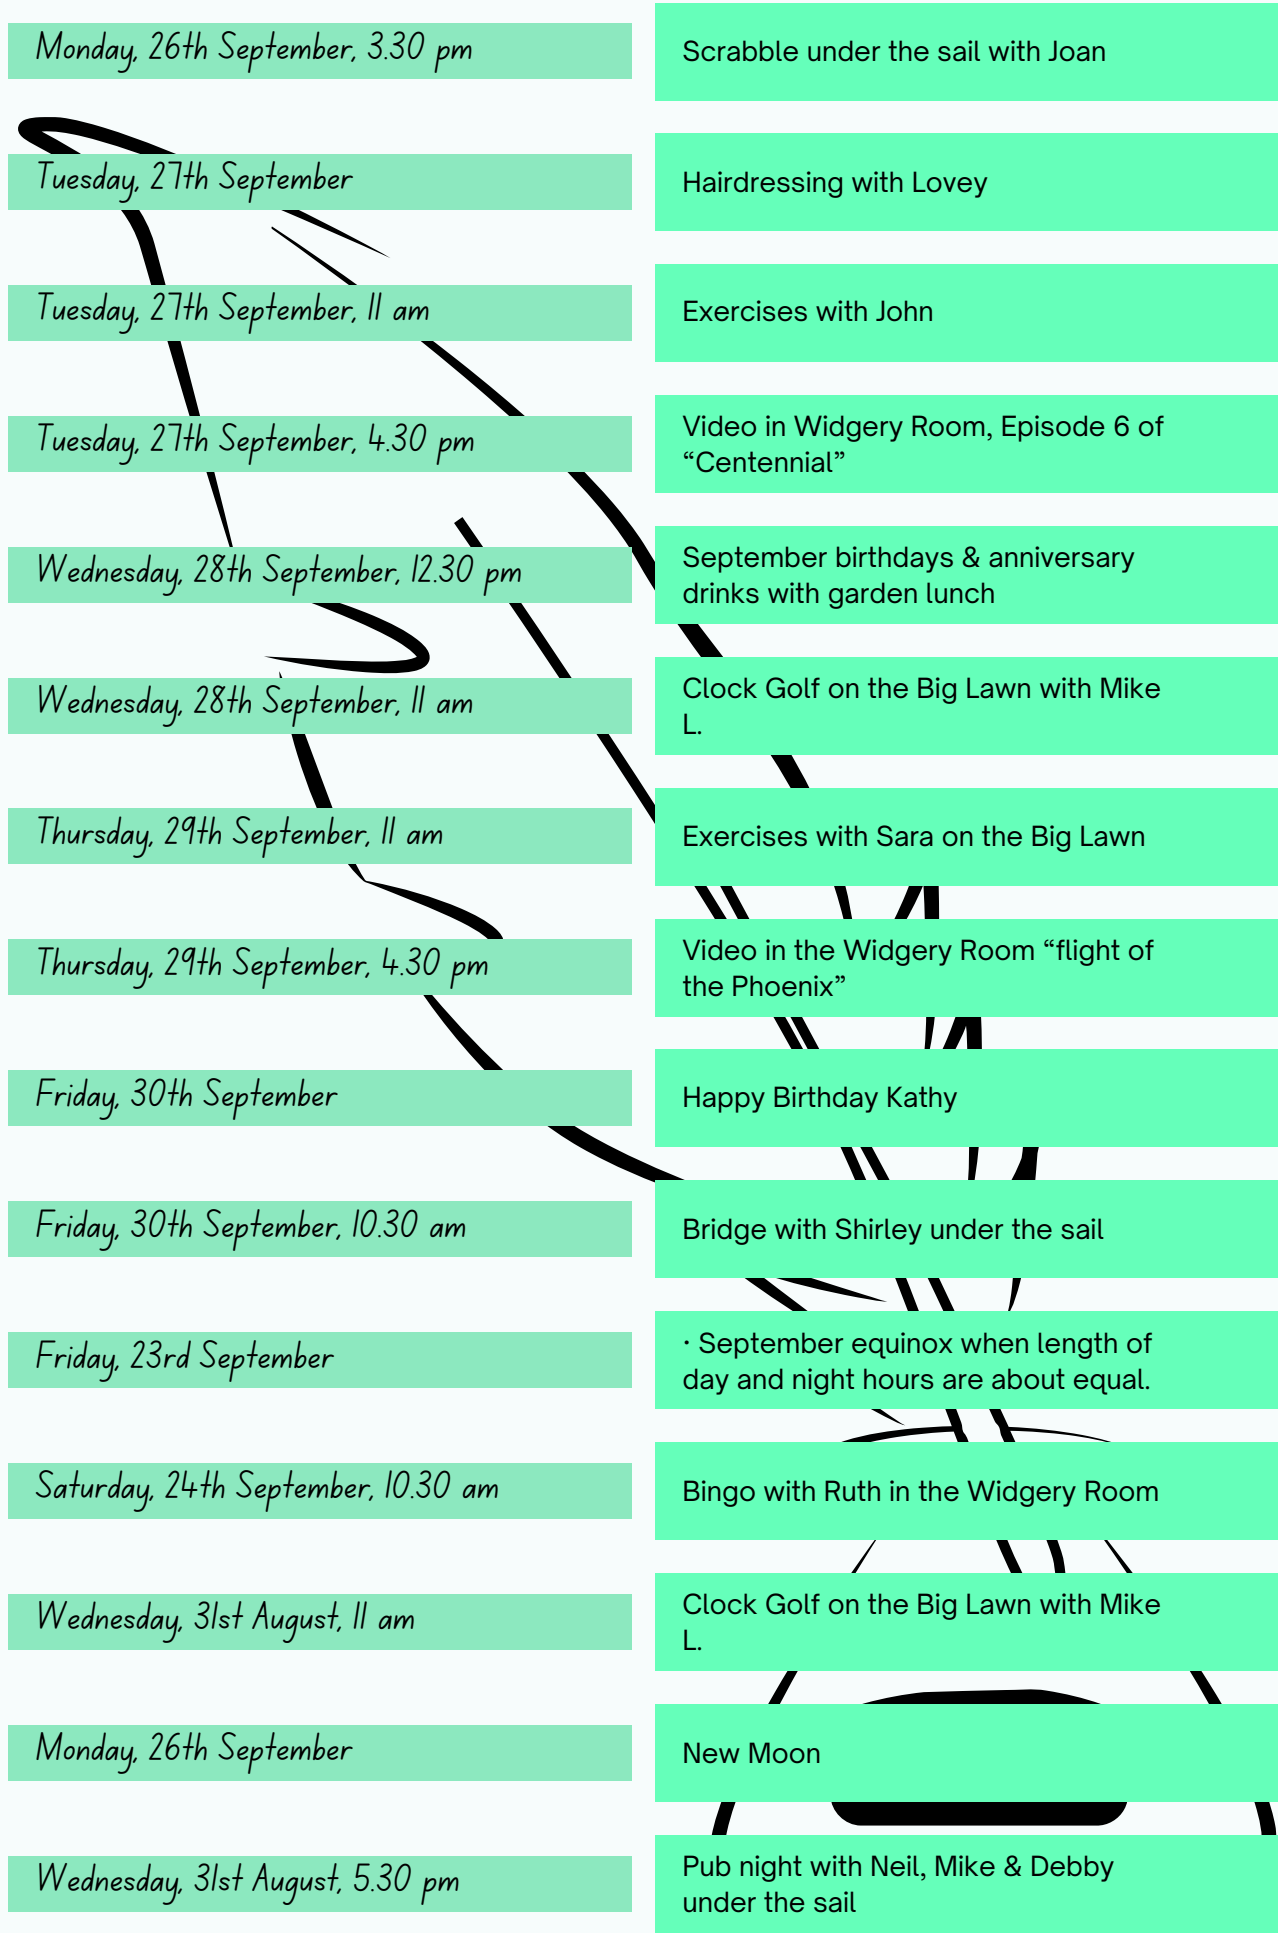 Monday, 26th September, 3.30 pm
Scrabble under the sail with Joan
Tuesday, 27th September
Hairdressing with Lovey
Tuesday, 27th September, 11 am
Exercises with John
Tuesday, 27th September, 4.30 pm
Video in Widgery Room, Episode 6 of
“Centennial”
Wednesday, 28th September, 12.30 pm
September birthdays & anniversary
drinks with garden lunch
Wednesday, 28th September, 11 am
Clock Golf on the Big Lawn with Mike
L.
Thursday, 29th September, 11 am
Exercises with Sara on the Big Lawn
Thursday, 29th September, 4.30 pm
Video in the Widgery Room “flight of
the Phoenix”
Friday, 30th September
Happy Birthday Kathy
Friday, 30th September, 10.30 am
Bridge with Shirley under the sail
Friday, 23rd September
· September equinox when length of
day and night hours are about equal.
Saturday, 24th September, 10.30 am
Bingo with Ruth in the Widgery Room
Wednesday, 31st August, 11 am
Clock Golf on the Big Lawn with Mike
L.
Monday, 26th September
New Moon
Wednesday, 31st August, 5.30 pm
Pub night with Neil, Mike & Debby
under the sail